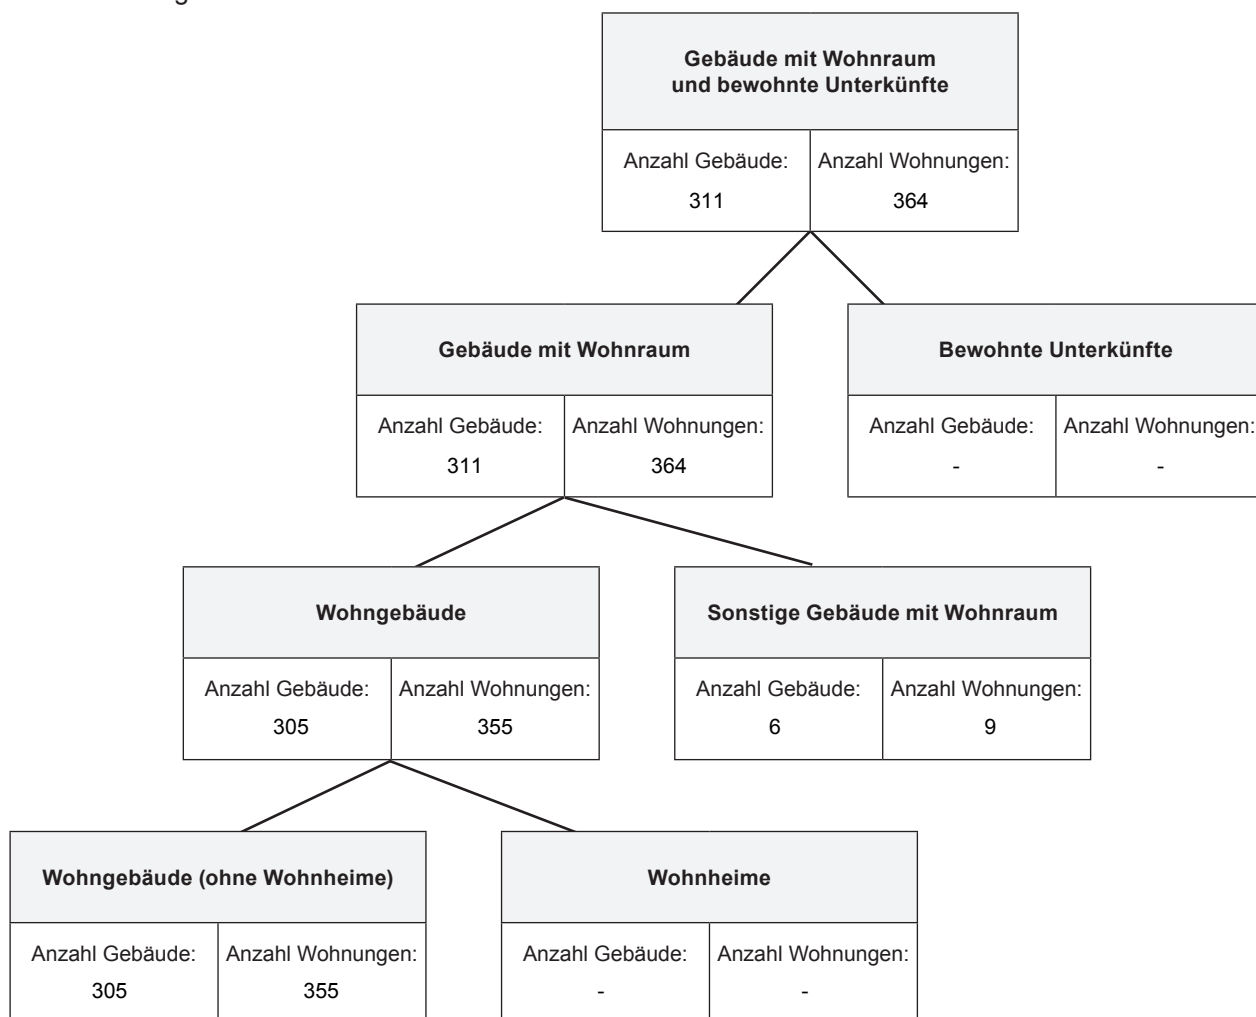 Gebäude mit Wohnraum
und bewohnte Unterkünfte
Anzahl Gebäude: Anzahl Wohnungen:
311 364
Gebäude mit Wohnraum Bewohnte Unterkünfte
Anzahl Gebäude: Anzahl Wohnungen: Anzahl Gebäude: Anzahl Wohnungen:
311 364 - -
Wohngebäude Sonstige Gebäude mit Wohnraum
Anzahl Gebäude: Anzahl Wohnungen: Anzahl Gebäude: Anzahl Wohnungen:
305 355 6 9
Wohngebäude (ohne Wohnheime) Wohnheime
Anzahl Gebäude: Anzahl Wohnungen: Anzahl Gebäude: Anzahl Wohnungen:
305 355 - -